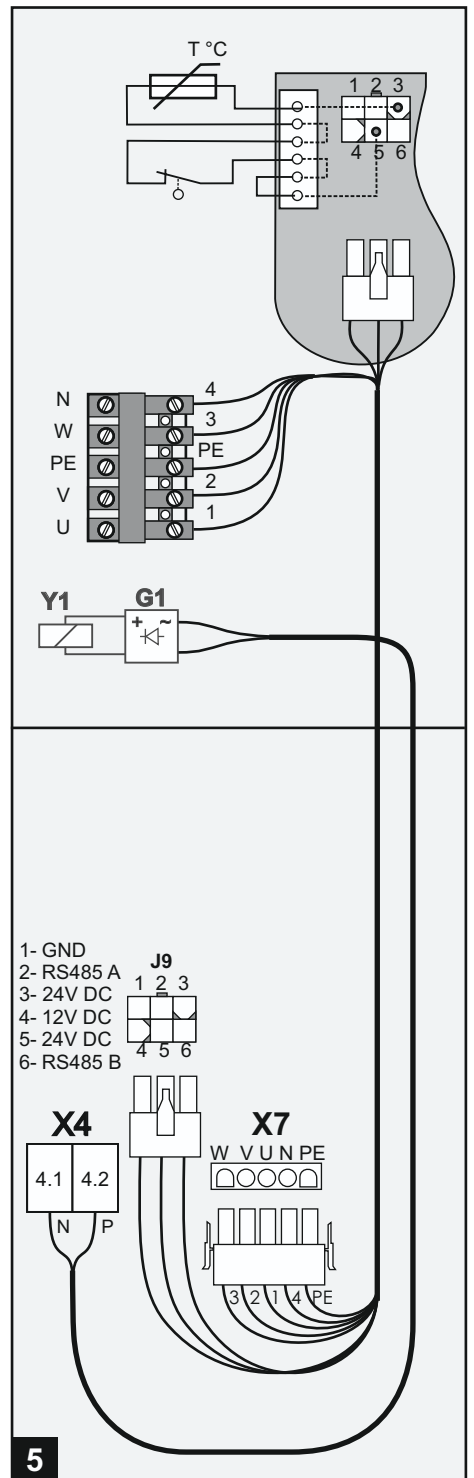 T °C
1 2 3
4 5 6
N 4
W 3
PE PE
V 2
U 1
Y1 G1
+ ~
1- GND
2- RS485 A
3- 24V DC
4- 12V DC
5- 24V DC
6- RS485 B
J9
1 2 3
4 5 6
X4
4.1 4.2
N P
X7
W V U N PE
3 2 1 4 PE
5